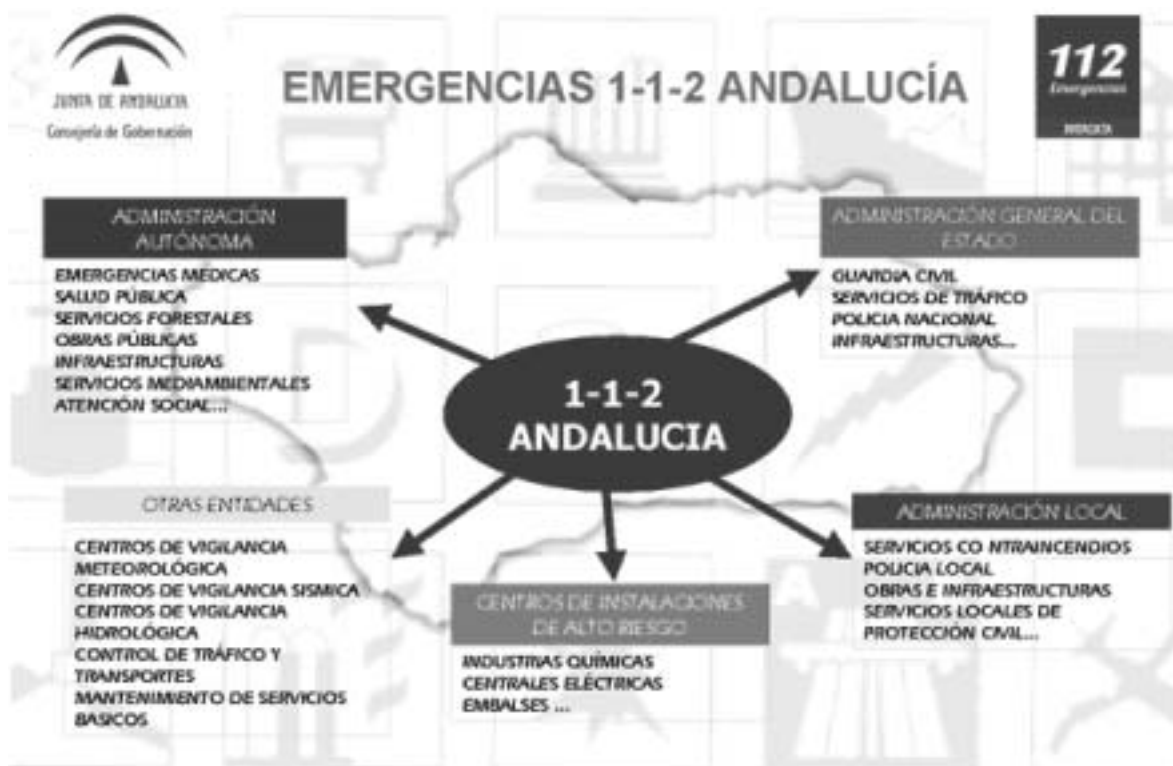 JUNTA DE ANDALUCIA
Consejería de Gobernación
EMERGENCIAS 1-1-2 ANDALUCÍA
112
Emergencias
ANDALUCÍA
ADMINISTRACIÓN
AUTÓNOMA
EMERGENCIAS MÉDICAS
SALUD PÚBLICA
SERVICIOS FORESTALES
OBRAS PÚBLICAS
INFRAESTRUCTURAS
SERVICIOS MEDIAMBIENTALES
ATENCIÓN SOCIAL...
ADMINISTRACIÓN GENERAL DEL
ESTADO
GUARDIA CIVIL
SERVICIOS DE TRÁFICO
POLICIA NACIONAL
INFRAESTRUCTURAS...
1-1-2
ANDALUCIA
OTRAS ENTIDADES
CENTROS DE VIGILANCIA
METEOROLÓGICA
CENTROS DE VIGILANCIA SISMICA
CENTROS DE VIGILANCIA
HIDROLÓGICA
CONTROL DE TRÁFICO Y
TRANSPORTES
MANTENIMIENTO DE SERVICIOS
BASICOS
CENTROS DE INSTALACIONES
DE ALTO RIESGO
INDUSTRIAS QUÍMICAS
CENTRALES ELÉCTRICAS
EMBALSES ...
ADMINISTRACIÓN LOCAL
SERVICIOS CO NTRAINCENDIOS
POLICIA LOCAL
OBRAS E INFRAESTRUCTURAS
SERVICIOS LOCALES DE
PROTECCIÓN CIVIL...